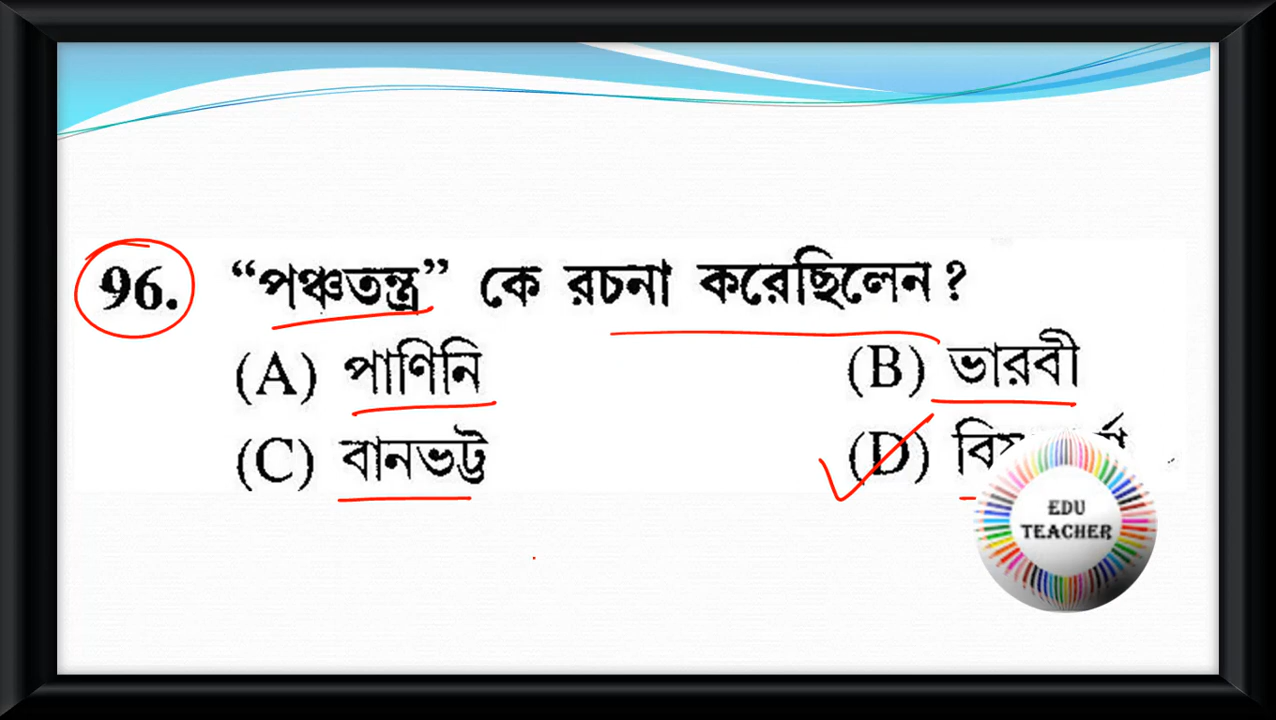 96. “পঞ্চতন্ত্র” কে রচনা করেছিলেন?
(A) পাণিনি (B) ভারবী
(C) বানভট্ট (D)
EDU
TEACHER